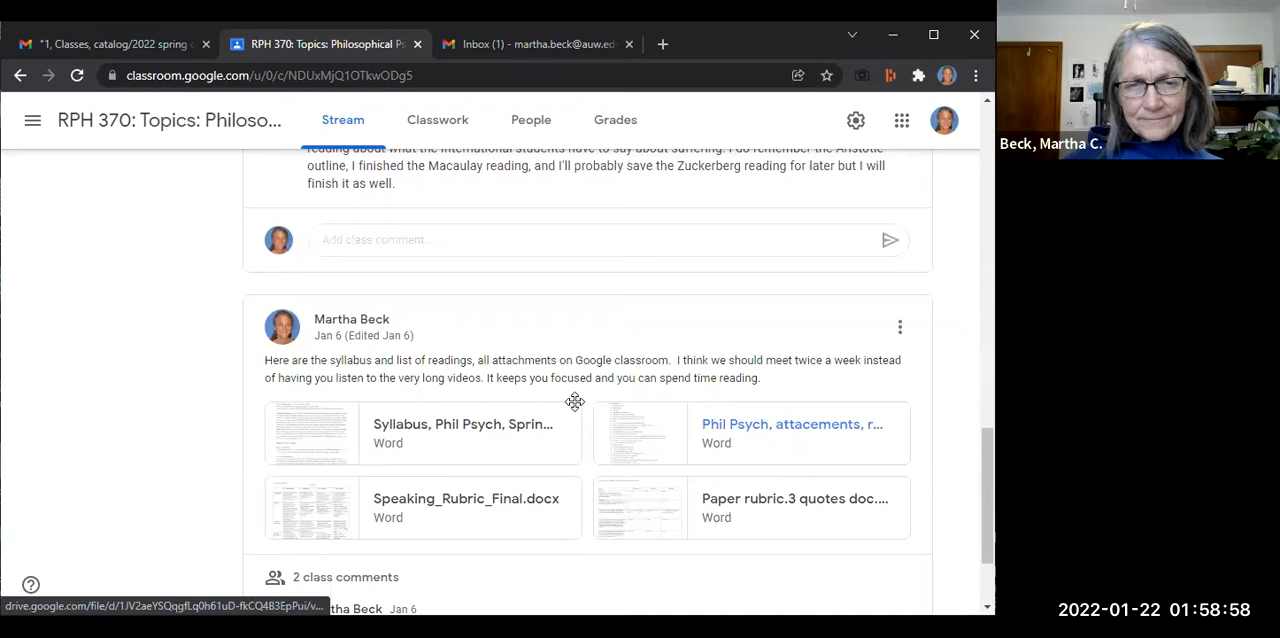 "1, Classes, catalog/2022 spring c
RPH 370: Topics: Philosophical Ps
Inbox (1) - martha.beck@auw.ed
classroom.google.com/u/0/c/NDUxMjQ1OTkwODg5
RPH 370: Topics: Philoso...
Stream
Classwork
People
Grades
Beck, Martha C.
reading about what the international students have to say about suffering. I do remember the Aristotle
outline, I finished the Macaulay reading, and I'll probably save the Zuckerberg reading for later but I will
finish it as well.
Add class comment...
Martha Beck
Jan 6 (Edited Jan 6)
Here are the syllabus and list of readings, all attachments on Google classroom. I think we should meet twice a week instead
of having you listen to the very long videos. It keeps you focused and you can spend time reading.
Syllabus, Phil Psych, Sprin...
Word
Phil Psych, attacements, r...
Word
Speaking_Rubric_Final.docx
Word
Paper rubric.3 quotes doc....
Word
2 class comments
tha Beck Jan 6
drive.google.com/file/d/1JV2aeYSQqgfLq0h61uD-fkCQ4B3EpPui/v...
2022-01-22 01:58:58